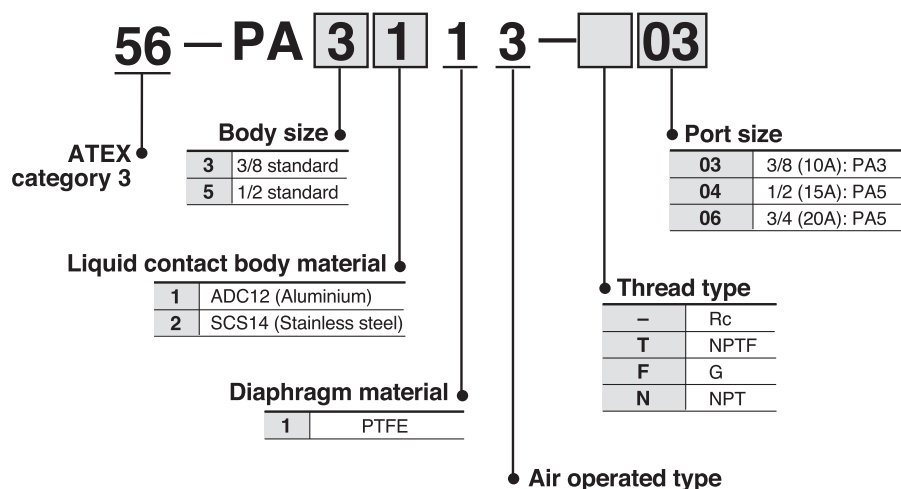 56 – PA 3 1 1 3 – 03
ATEX
category 3
Body size
3 3/8 standard
5 1/2 standard
Liquid contact body material
1 ADC12 (Aluminium)
2 SCS14 (Stainless steel)
Diaphragm material
1 PTFE
Air operated type
Thread type
– Rc
T NPTF
F G
N NPT
Port size
03 3/8 (10A): PA3
04 1/2 (15A): PA5
06 3/4 (20A): PA5